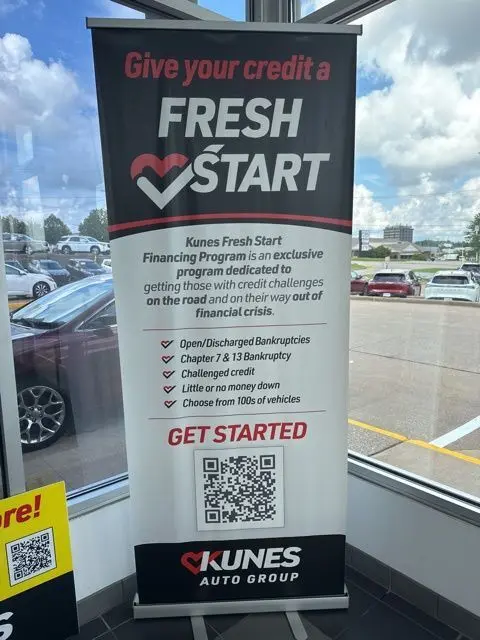 Give your credit a
FRESH
START
Kunes Fresh Start
Financing Program is an exclusive
program dedicated to
getting those with credit challenges
on the road and on their way out of
financial crisis.
Open/Discharged Bankruptcies
Chapter 7 & 13 Bankruptcy
Challenged credit
Little or no money down
Choose from 100s of vehicles
GET STARTED
KUNES
AUTO GROUP
re!